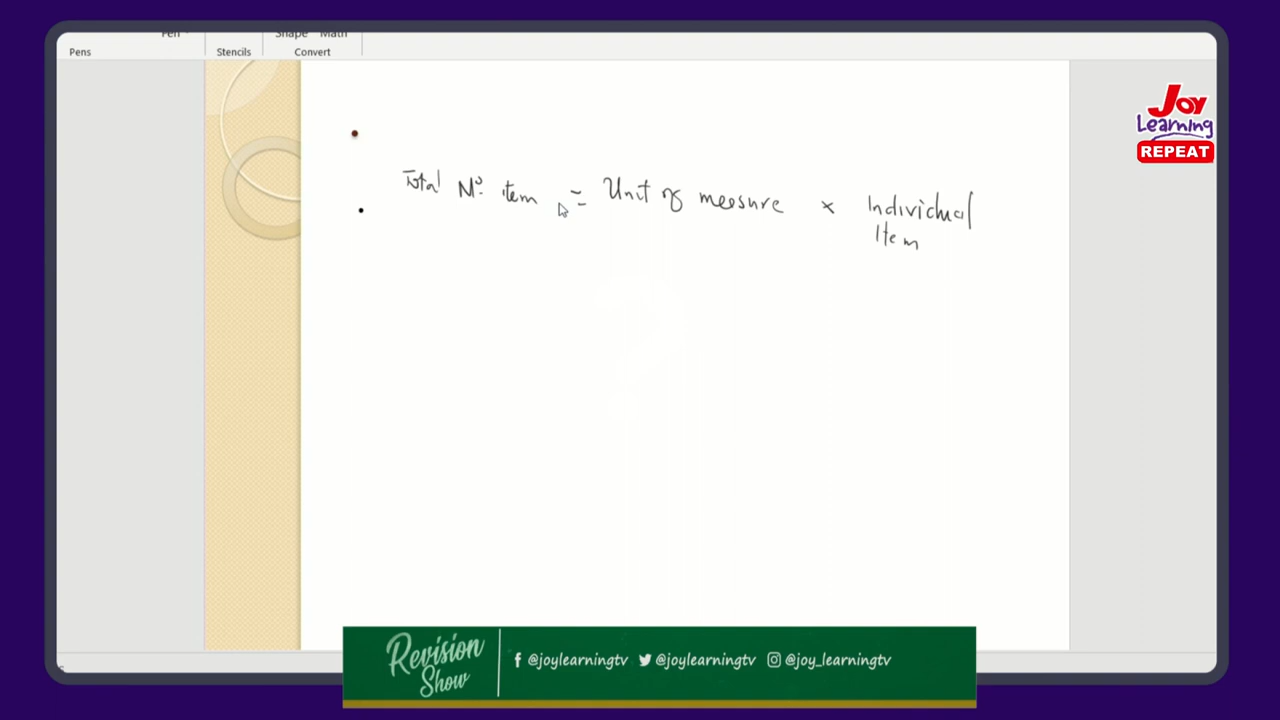 Pen
Shape Math
Pens
Stencils
Convert
Joy
Learning
REPEAT
Total No. item = Unit of measure × Individual
Item
Revision
Show
f @joylearningtv @joylearningtv @joy_learningtv